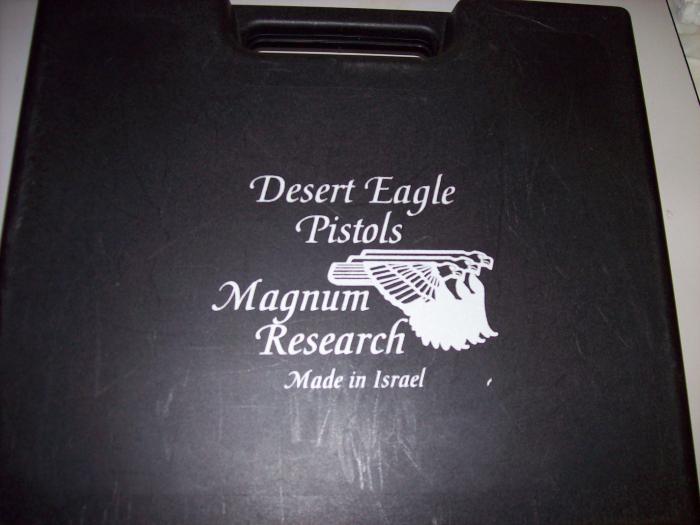 Desert Eagle
Pistols
Magnum
Research
Made in Israel